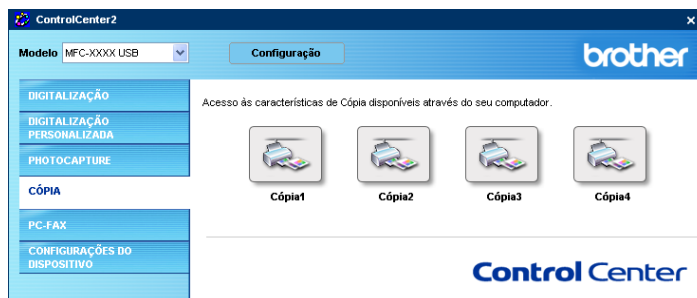 ControlCenter2
Modelo MFC-XXXX USB Configuração brother
DIGITALIZAÇÃO
DIGITALIZAÇÃO
PERSONALIZADA
PHOTOCAPTURE
CÓPIA
PC-FAX
CONFIGURAÇÕES DO
DISPOSITIVO
Acesso às características de Cópia disponíveis através do seu computador.
Cópia1 Cópia2 Cópia3 Cópia4
Control Center